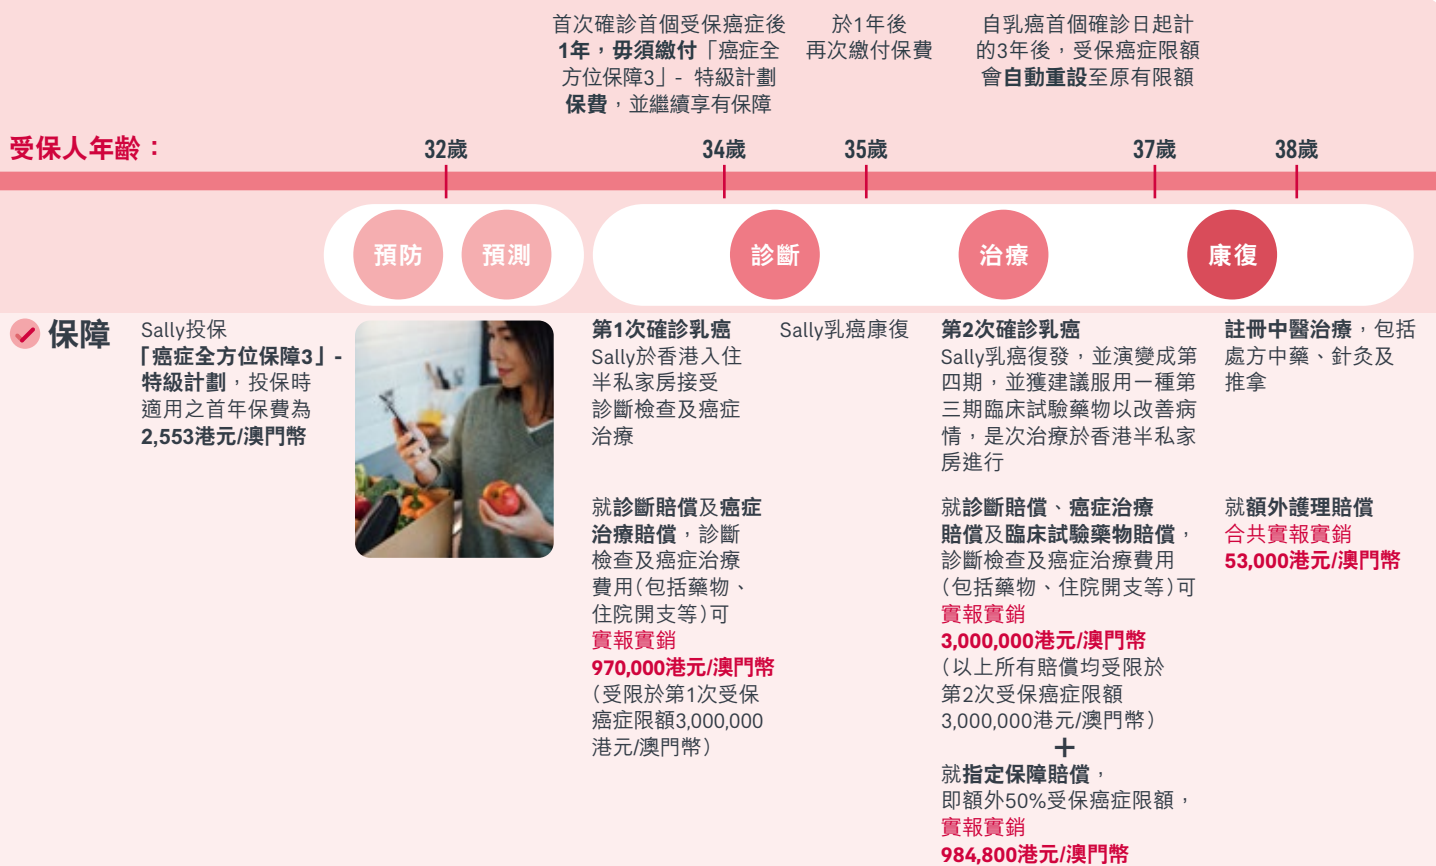 首次確診首個受保癌症後
1年，毋須繳付「癌症全
方位保障3」- 特級計劃
保費，並繼續享有保障
於1年後
再次繳付保費
自乳癌首個確診日起計
的3年後，受保癌症限額
會自動重設至原有限額
受保人年齡：
32歲
34歲
35歲
37歲
38歲
預防
預測
診斷
治療
康復
保障
Sally投保
「癌症全方位保障3」-
特級計劃，投保時
適用之首年保費為
2,553港元/澳門幣
第1次確診乳癌
Sally於香港入住
半私家房接受
診斷檢查及癌症
治療
就診斷賠償及癌症
治療賠償，診斷
檢查及癌症治療
費用（包括藥物、
住院開支等）可
實報實銷
970,000港元/澳門幣
（受限於第1次受保
癌症限額3,000,000
港元/澳門幣）
Sally乳癌康復
第2次確診乳癌
Sally乳癌復發，並演變成第
四期，並獲建議服用一種第
三期臨床試驗藥物以改善病
情，是次治療於香港半私家
房進行
就診斷賠償、癌症治療
賠償及臨床試驗藥物賠償，
診斷檢查及癌症治療費用
（包括藥物、住院開支等）可
實報實銷
3,000,000港元/澳門幣
（以上所有賠償均受限於
第2次受保癌症限額
3,000,000港元/澳門幣）
+
就指定保障賠償，
即額外50%受保癌症限額，
實報實銷
984,800港元/澳門幣
註冊中醫治療，包括
處方中藥、針灸及
推拿
就額外護理賠償
合共實報實銷
53,000港元/澳門幣